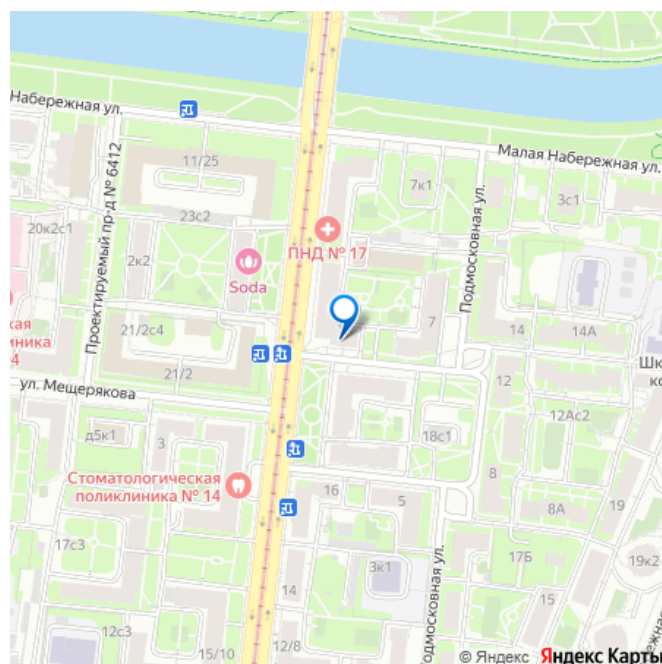 Набережная ул.
Малая Набережная ул.
11/25
7к1
3с1
Проектируемый пр-д № 6412
20к2с1
23с2
2к2
ПНД № 17
Soda
Подмосковная ул.
7
14
14А
21/2с4
21/2
12
12Ас2
ул. Мещерякова
д5к1
3
18с1
8
Стоматологическая
поликлиника № 14
16
5
8А
19
17с3
3к1
17Б
19к2
Подмосковная ул.
15
14
12с3
15/10
12/8
© Яндекс Яндекс Карты